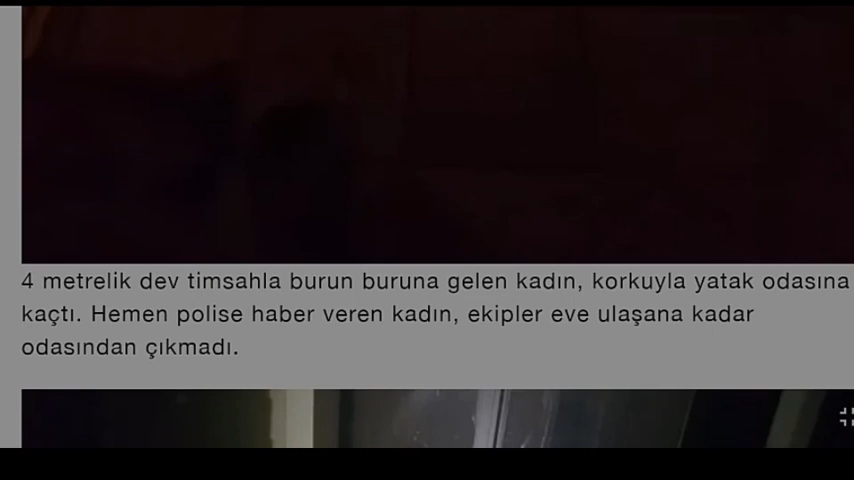 4 metrelik dev timsahla burun buruna gelen kadın, korkuyla yatak odasına
kaçtı. Hemen polise haber veren kadın, ekipler eve ulaşana kadar
odasından çıkmadı.